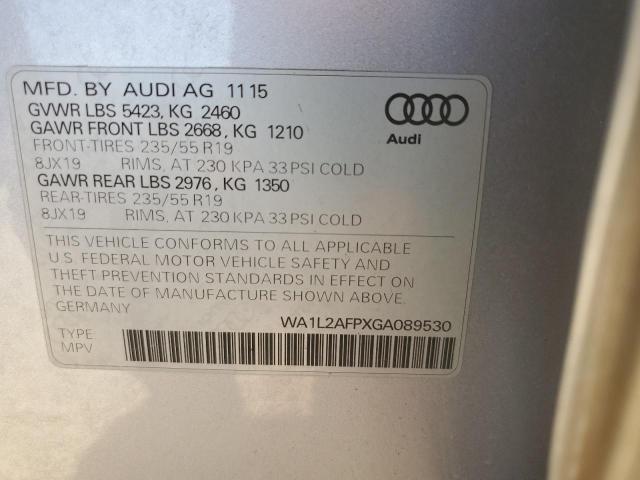 MFD. BY AUDI AG 11 15
GVWR LBS 5423, KG 2460
GAWR FRONT LBS 2668, KG 1210
FRONT-TIRES 235/55 R19
8JX19 RIMS, AT 230 KPA 33 PSI COLD
GAWR REAR LBS 2976, KG 1350
REAR-TIRES 235/55 R19
8JX19 RIMS, AT 230 KPA 33 PSI COLD
Audi
THIS VEHICLE CONFORMS TO ALL APPLICABLE
U.S. FEDERAL MOTOR VEHICLE SAFETY AND
THEFT PREVENTION STANDARDS IN EFFECT ON
THE DATE OF MANUFACTURE SHOWN ABOVE.
GERMANY
WA1L2AFPXGA089530
TYPE
MPV